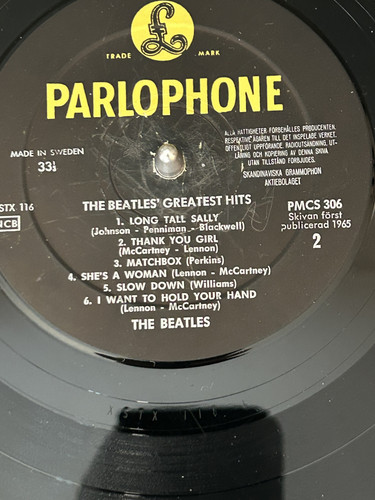 £
TRADE MARK
PARLOPHONE
ALLA RÄTTIGHETER FÖRBEHÅLLES PRODUCENTEN
RESPEKTIVE ÄGAREN TILL DET INSPELADE VERKET.
OFFENTLIGT UPPFÖRANDE, RADIOUTSÄNDNING, UT-
LÅNING OCH KOPIERING AV DENNA SKIVA
UTAN TILLSTÅND FÖRBJUDES.
SKANDINAVISKA GRAMMOPHON
AKTIEBOLAGET
MADE IN SWEDEN
33⅓
STX 116
NCB
THE BEATLES' GREATEST HITS
PMCS 306
Skivan först
publicerad 1965
2
1. LONG TALL SALLY
(Johnson - Penniman - Blackwell)
2. THANK YOU GIRL
(McCartney - Lennon)
3. MATCHBOX (Perkins)
4. SHE'S A WOMAN (Lennon - McCartney)
5. SLOW DOWN (Williams)
6. I WANT TO HOLD YOUR HAND
(Lennon - McCartney)
THE BEATLES